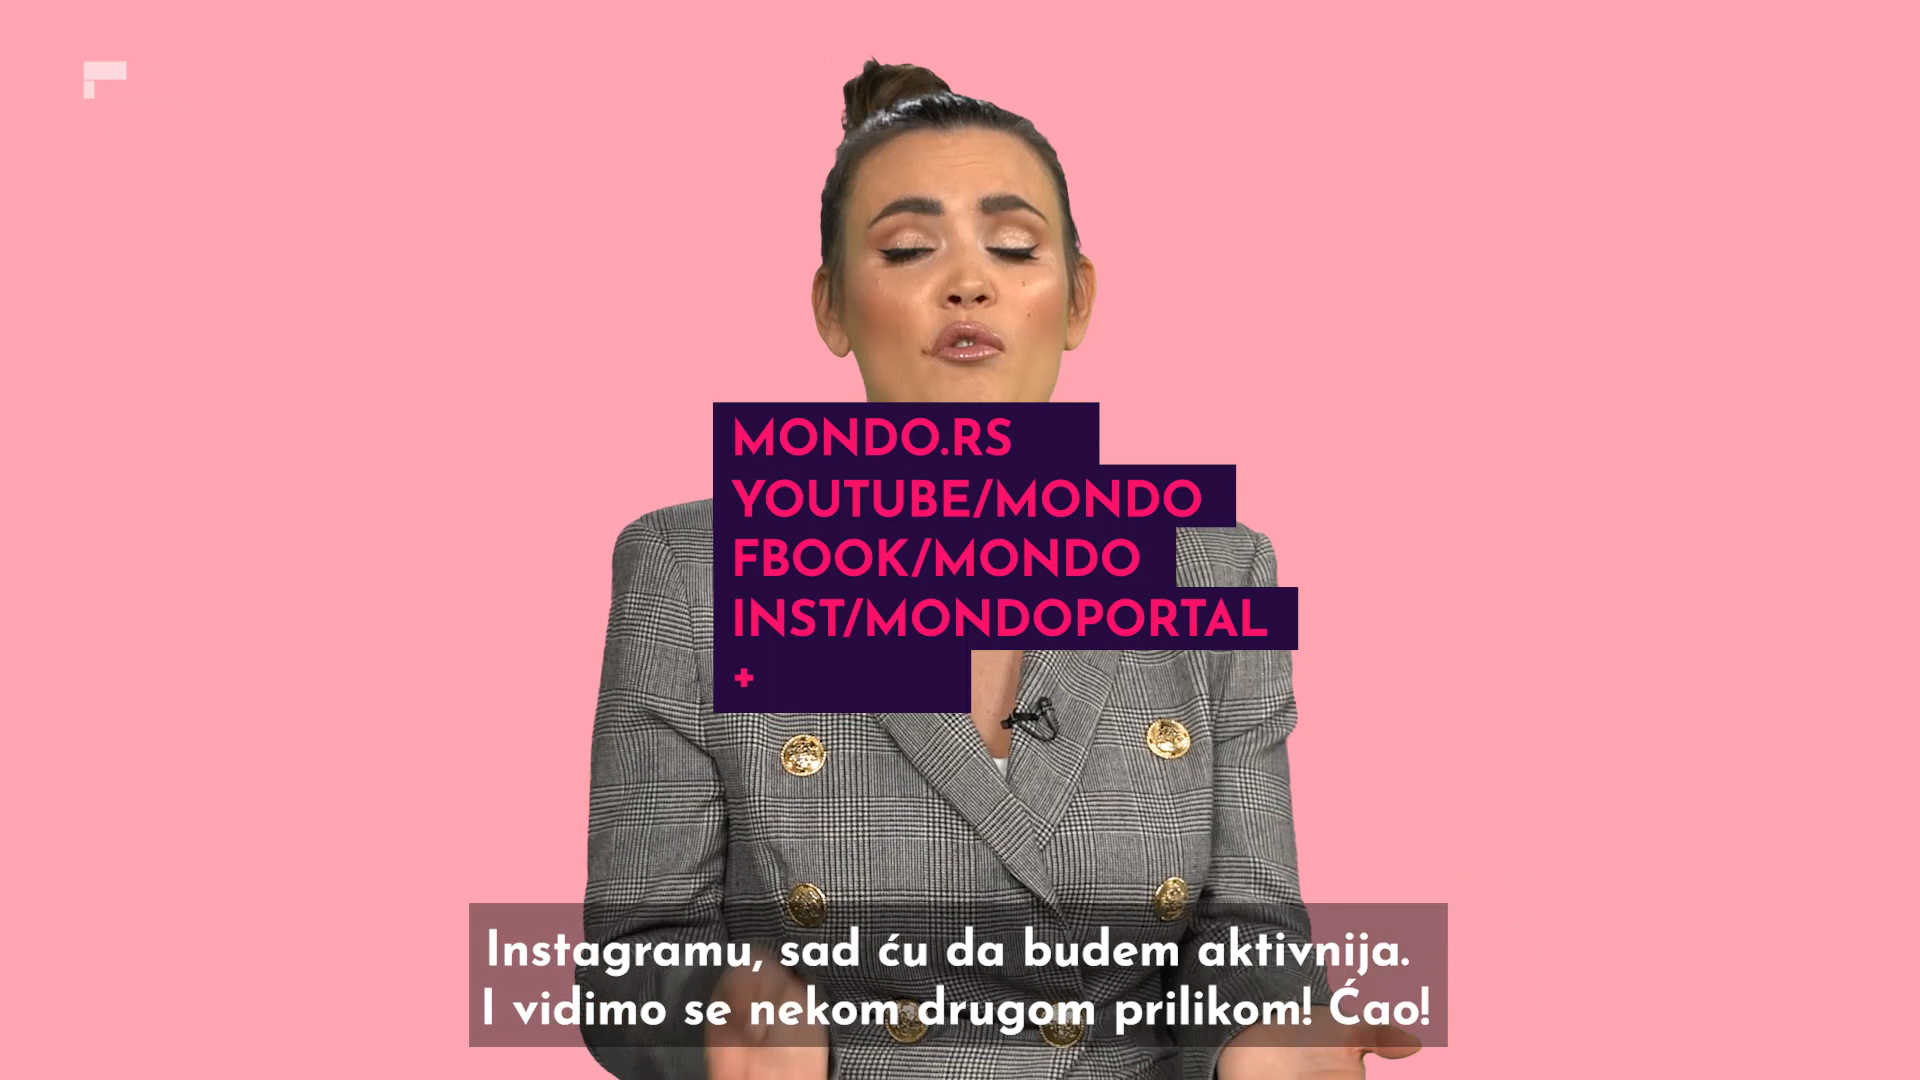 MONDO.RS
YOUTUBE/MONDO
FBOOK/MONDO
INST/MONDOPORTAL
+
Instagramu, sad ću da budem aktivnija.
I vidimo se nekom drugom prilikom! Ćao!